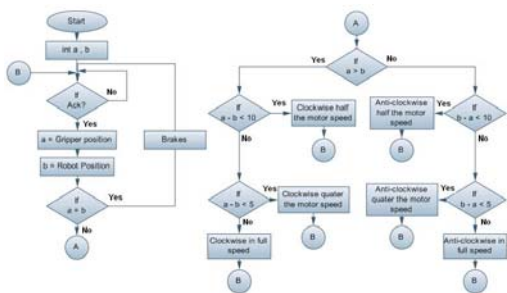 Start
int a , b
B
If
Ack?
No
Yes
a = Gripper position
b = Robot Position
Brakes
If
a = b
Yes
No
A
A
If
a > b
Yes
No
If
a - b < 10
Yes
Clockwise half
the motor speed
B
No
If
a - b < 5
Yes
Clockwise quater
the motor speed
B
No
Clockwise in full
speed
B
If
b - a < 10
Yes
Anti-clockwise
half the motor
speed
B
No
If
b - a < 5
Yes
Anti-clockwise
quater the motor
speed
B
No
Anti-clockwise in
full speed
B